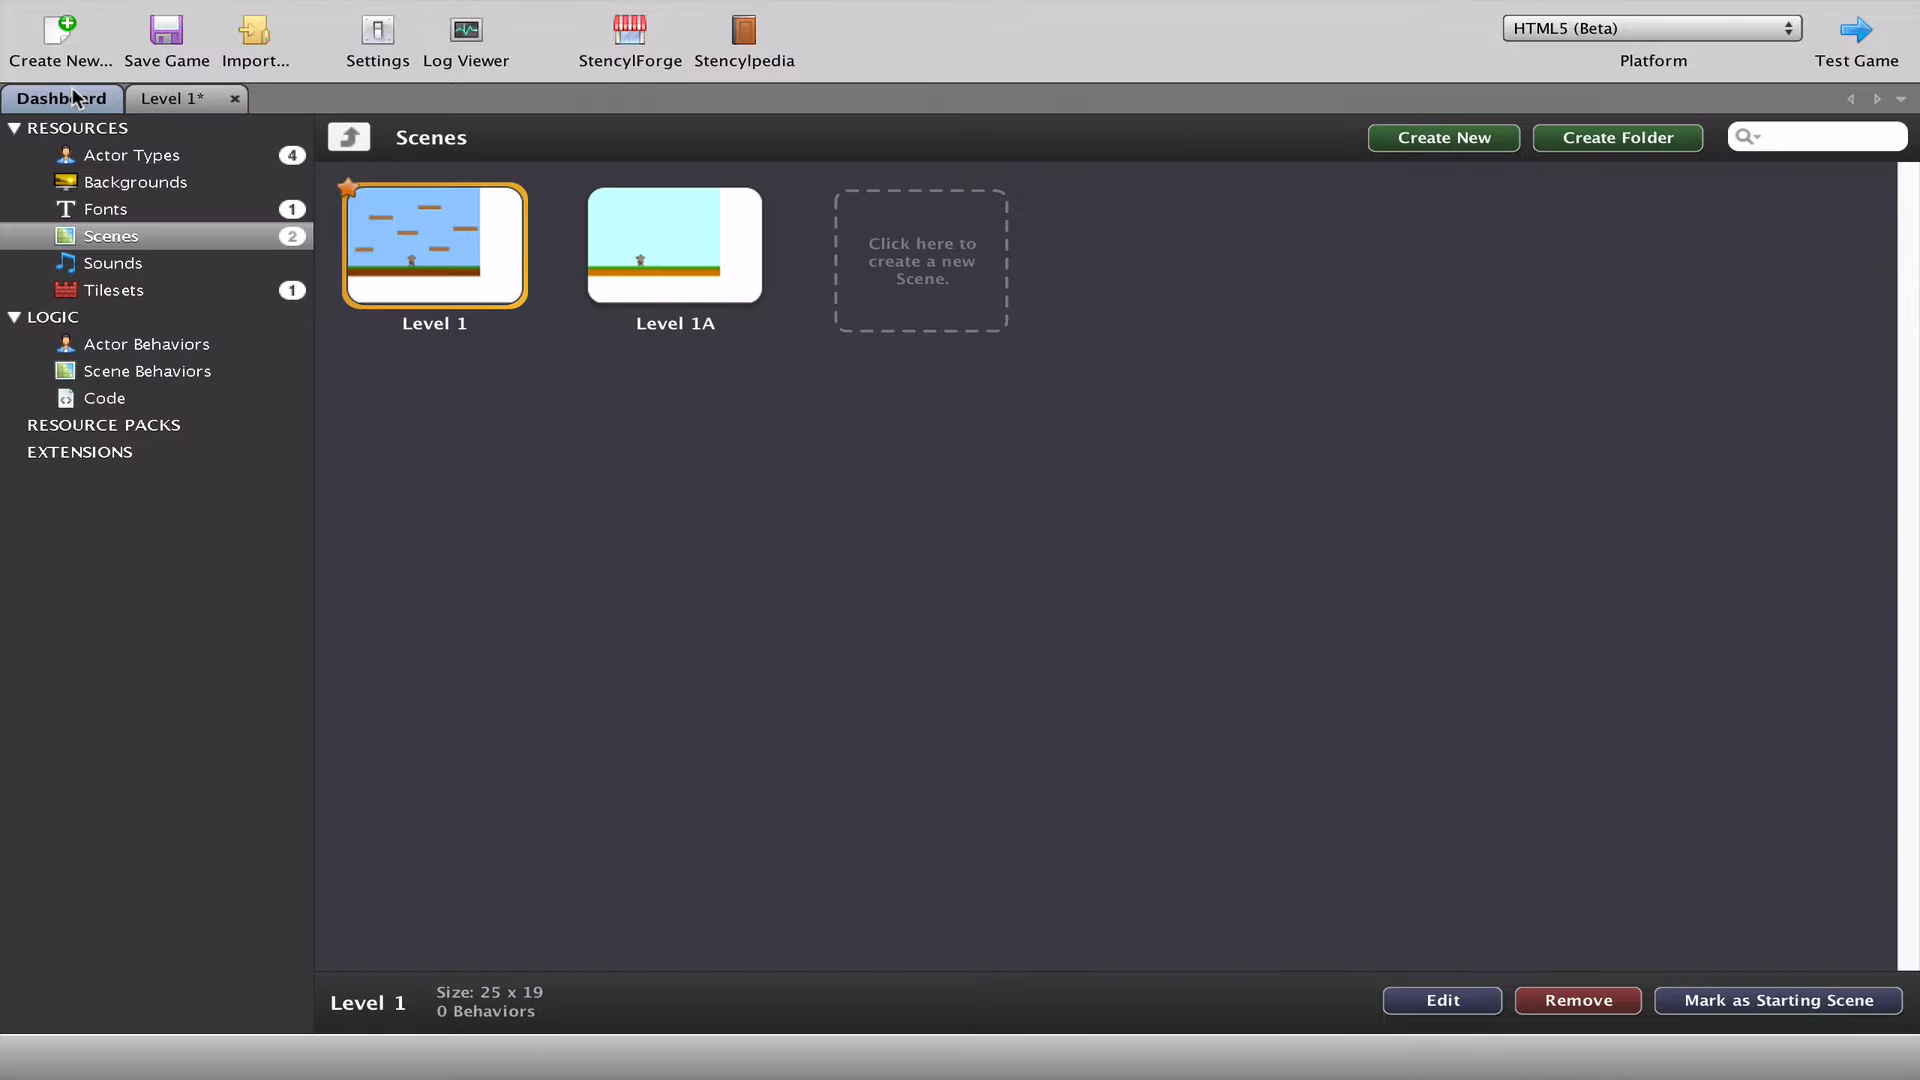 Create New...
Save Game
Import...
Settings
Log Viewer
StencylForge
Stencylpedia
HTML5 (Beta)
Platform
Test Game
Dashboard
Level 1*
RESOURCES
Actor Types 4
Backgrounds
Fonts 1
Scenes 2
Sounds
Tilesets 1
LOGIC
Actor Behaviors
Scene Behaviors
Code
RESOURCE PACKS
EXTENSIONS
Scenes
Create New
Create Folder
Level 1
Level 1A
Click here to
create a new
Scene.
Level 1
Size: 25 x 19
0 Behaviors
Edit
Remove
Mark as Starting Scene